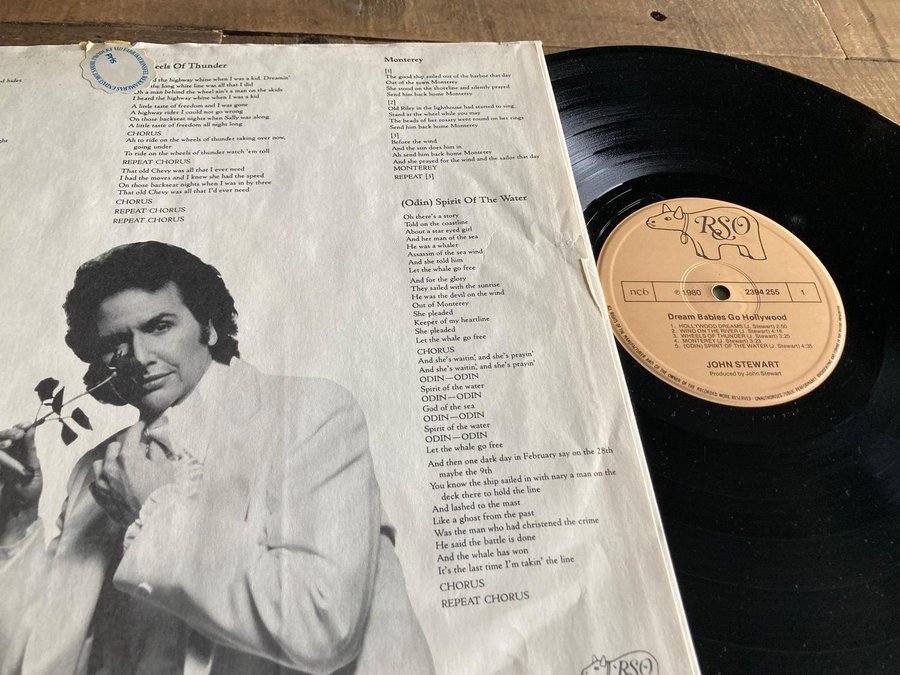 Wheels Of Thunder
d the highway whine when I was a kid. Dreamin'
the long white line was all that I did
Oh a man behind the wheel ain't a man on the skids
I heard the highway whine when I was a kid
A little taste of freedom and I was gone
A highway rider I could not go wrong
On those backseat nights when Sally was along
A little taste of freedom all night long
CHORUS
Ah to ride on the wheels of thunder taking over now,
going under
To ride on the wheels of thunder watch 'em roll
REPEAT CHORUS
That old Chevy was all that I ever need
I had the moves and I knew she had the speed
On those backseat nights when I was in by three
That old Chevy was all that I'd ever need
CHORUS
REPEAT CHORUS
REPEAT CHORUS
Monterey
[1]
The good ship sailed out of the harbor that day
Out of the town Monterey
She stood on the shoreline and silently prayed
Send him back home Monterey
[2]
Old Riley in the lighthouse had started to sing
Stand at the wheel while you may
The beads of her rosary went round on her rings
Send him back home Monterey
[3]
Before the wind
And the sun does him in
Ah send him back home Monterey
And she prayed for the wind and the sailor that day
MONTEREY
REPEAT [3]
(Odin) Spirit Of The Water
Oh there's a story
Told on the coastline
About a star eyed girl
And her man of the sea
He was a whaler
Assassin of the sea wind
And she told him
Let the whale go free
And for the glory
They sailed with the sunrise
He was the devil on the wind
Out of Monterey
She pleaded
Keeper of my heartline
She pleaded
Let the whale go free
CHORUS
And she's waitin', and she's prayin'
And she's waitin', and she's prayin'
ODIN—ODIN
Spirit of the water
ODIN—ODIN
God of the sea
ODIN—ODIN
Spirit of the water
ODIN—ODIN
Let the whale go free
And then one dark day in February say on the 28th
maybe the 9th
You know the ship sailed in with nary a man on the
deck there to hold the line
And lashed to the mast
Like a ghost from the past
Was the man who had christened the crime
He said the battle is done
And the whale has won
It's the last time I'm takin' the line
CHORUS
REPEAT CHORUS
RSO
RSO
ncb
℗ 1980
2394 255
1
Dream Babies Go Hollywood
1. HOLLYWOOD DREAMS (J. Stewart) 2:50
2. WIND ON THE RIVER (J. Stewart) 4:16
3. WHEELS OF THUNDER (J. Stewart) 3:25
4. MONTEREY (J. Stewart) 3:23
5. (ODIN) SPIRIT OF THE WATER (J. Stewart) 4:35
JOHN STEWART
Produced by John Stewart